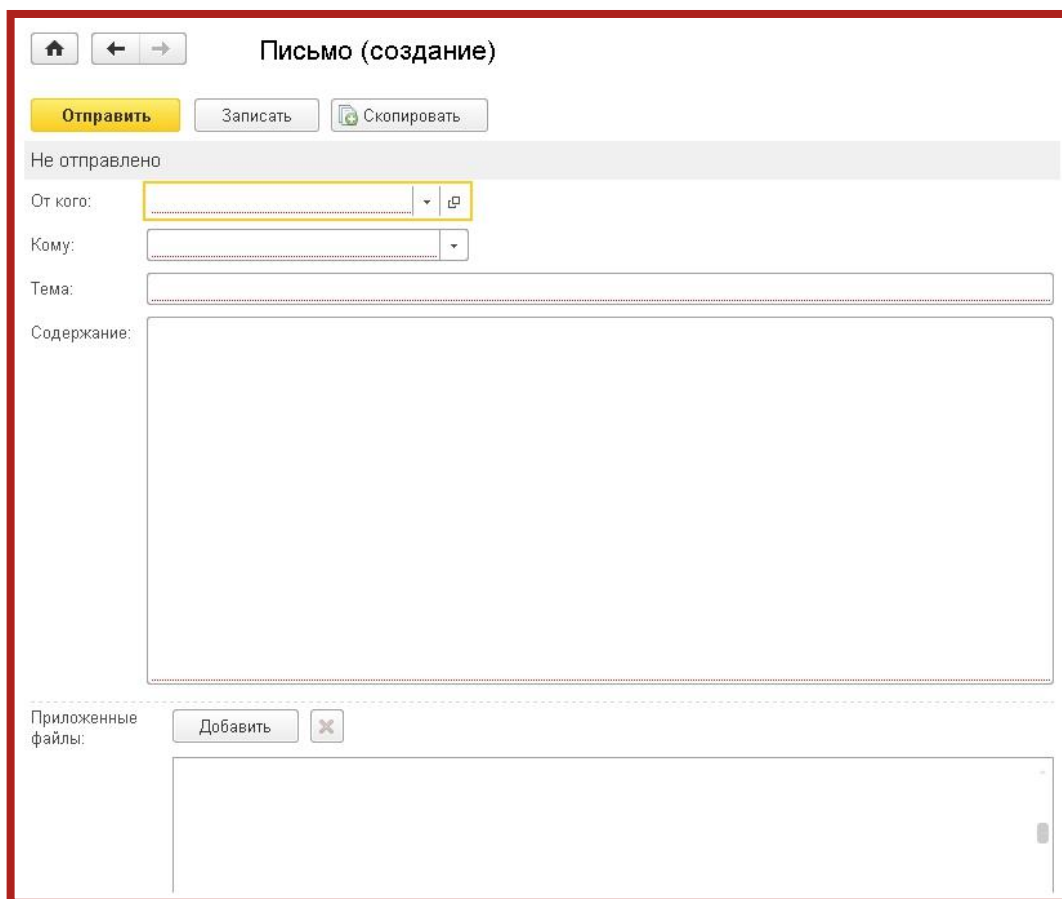 Письмо (создание)
Отправить Записать Скопировать
Не отправлено
От кого:
Кому:
Тема:
Содержание:
Приложенные
файлы:
Добавить